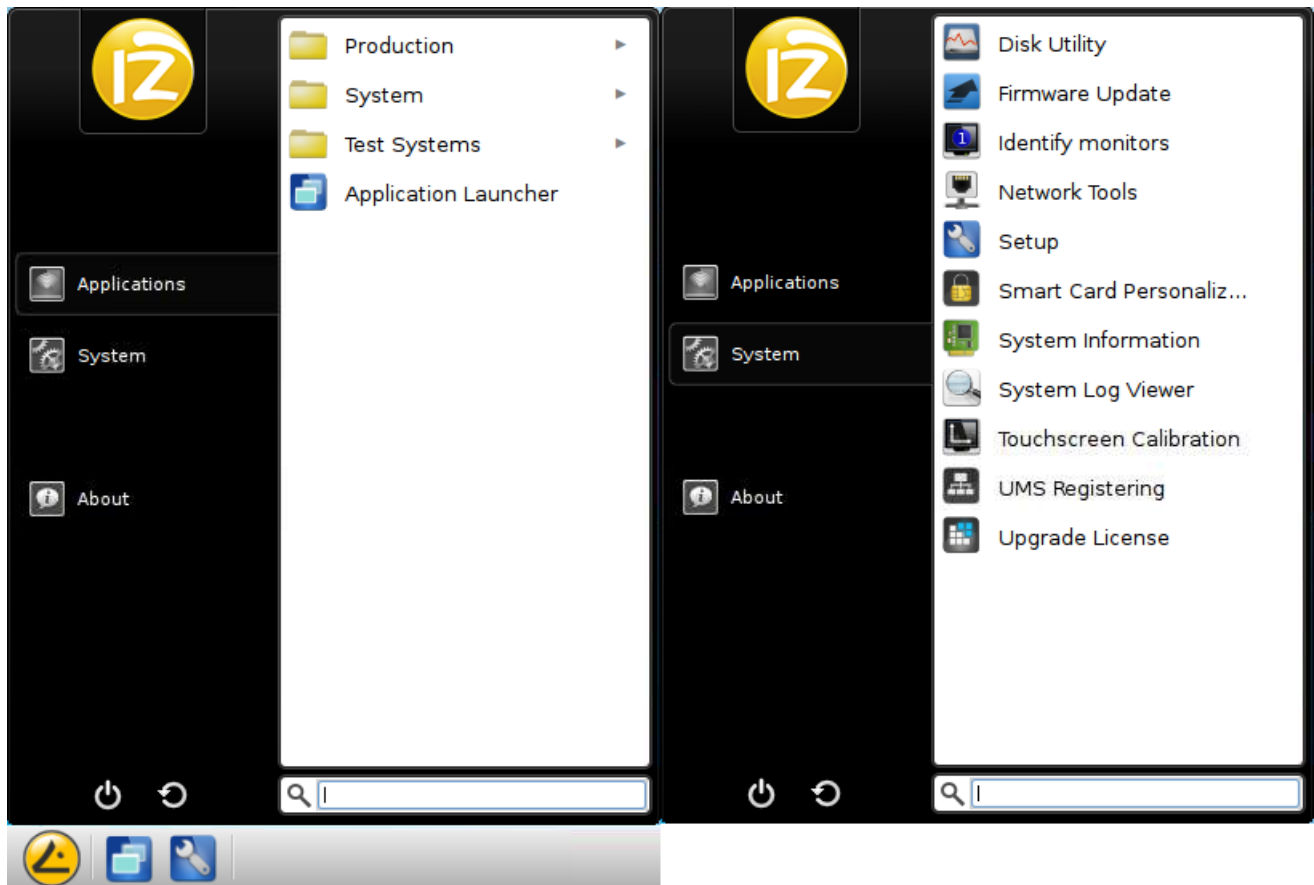 IZ
Production
System
Test Systems
Application Launcher
Applications
System
About
IZ
Disk Utility
Firmware Update
1
Identify monitors
Network Tools
Setup
Smart Card Personaliz...
System Information
System Log Viewer
Touchscreen Calibration
UMS Registering
Upgrade License
Applications
System
About